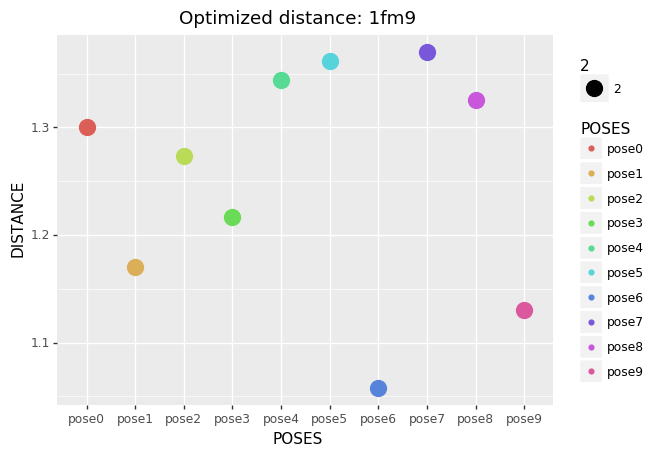 Optimized distance: 1fm9
DISTANCE
1.3
1.2
1.1
pose0 pose1 pose2 pose3 pose4 pose5 pose6 pose7 pose8 pose9
POSES
2
2
POSES
pose0
pose1
pose2
pose3
pose4
pose5
pose6
pose7
pose8
pose9